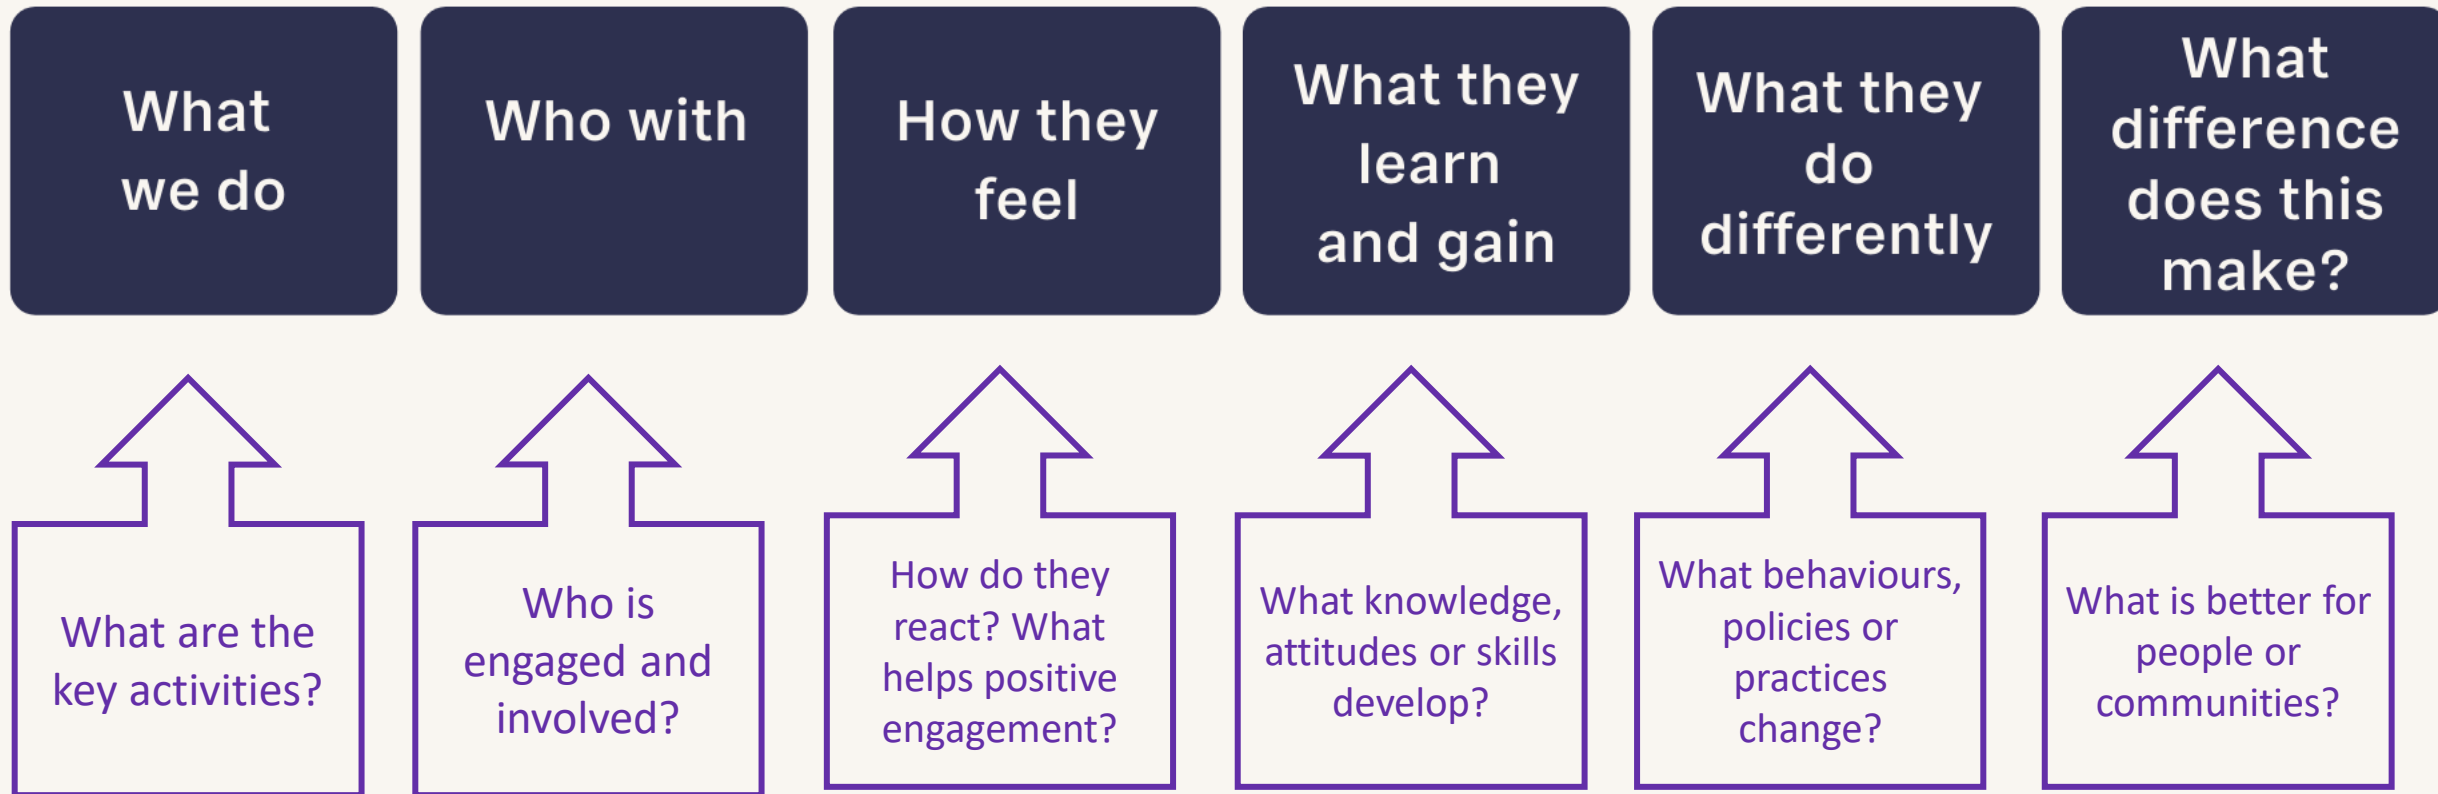 What
we do
Who with
How they
feel
What they
learn
and gain
What they
do
differently
What
difference
does this
make?
What are the
key activities?
Who is
engaged and
involved?
How do they
react? What
helps positive
engagement?
What knowledge,
attitudes or skills
develop?
What behaviours,
policies or
practices
change?
What is better for
people or
communities?